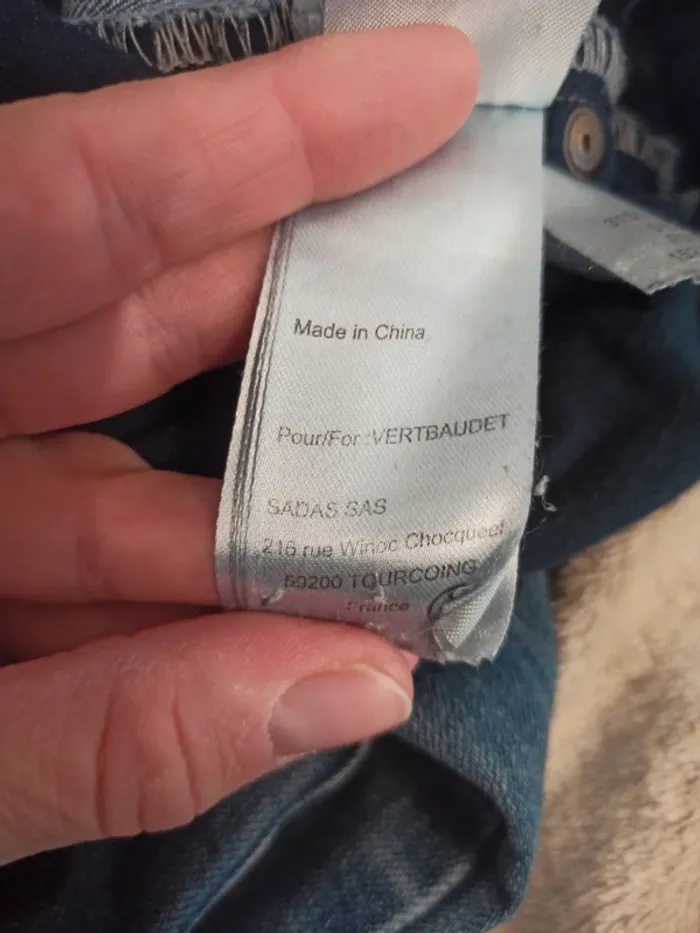 Made in China
Pour/For :VERTBAUDET
SADAS SAS
216 rue Winoc Chocqueel
59200 TOURCOING
France